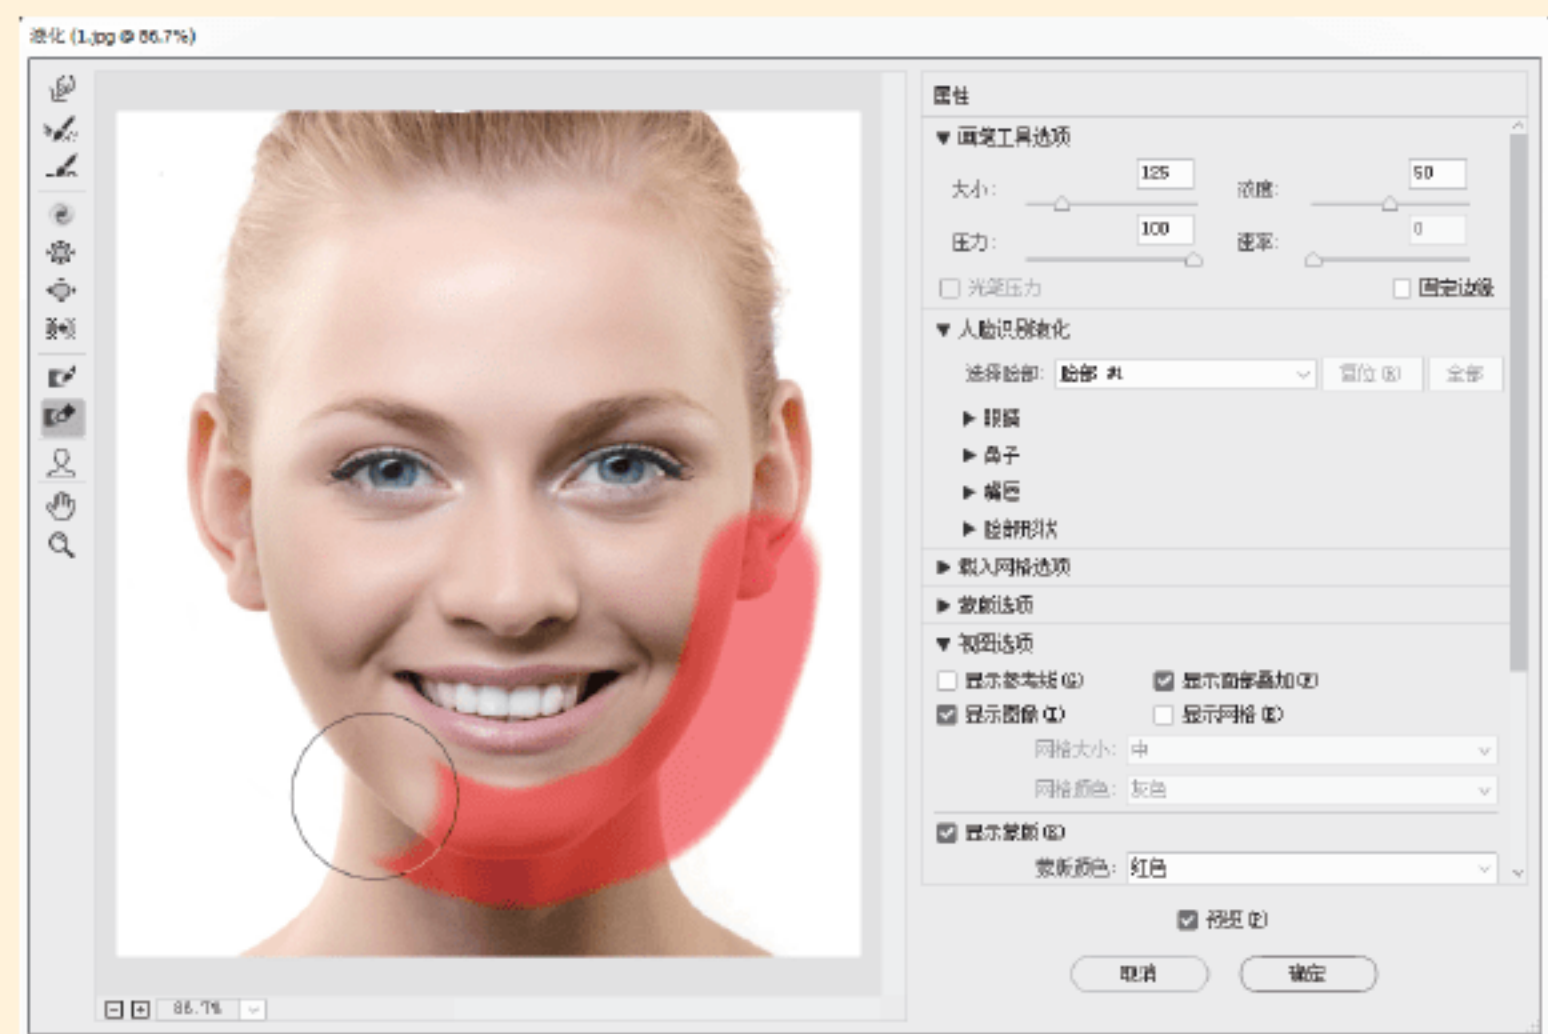 液化 (1.jpg @ 86.7%)
属性
画笔工具选项
大小: 125 浓度: 50
压力: 100 速率: 0
光笔压力 固定边缘
人脸识别液化
选择脸部: 脸部 #1 复位(R) 全部
眼睛
鼻子
嘴唇
脸部形状
载入网格选项
蒙版选项
视图选项
显示参考线(G) 显示面部叠加(F)
显示图像(I) 显示网格(E)
网格大小: 中
网格颜色: 灰色
显示蒙版(K)
蒙版颜色: 红色
预览(P)
取消 确定
86.7%